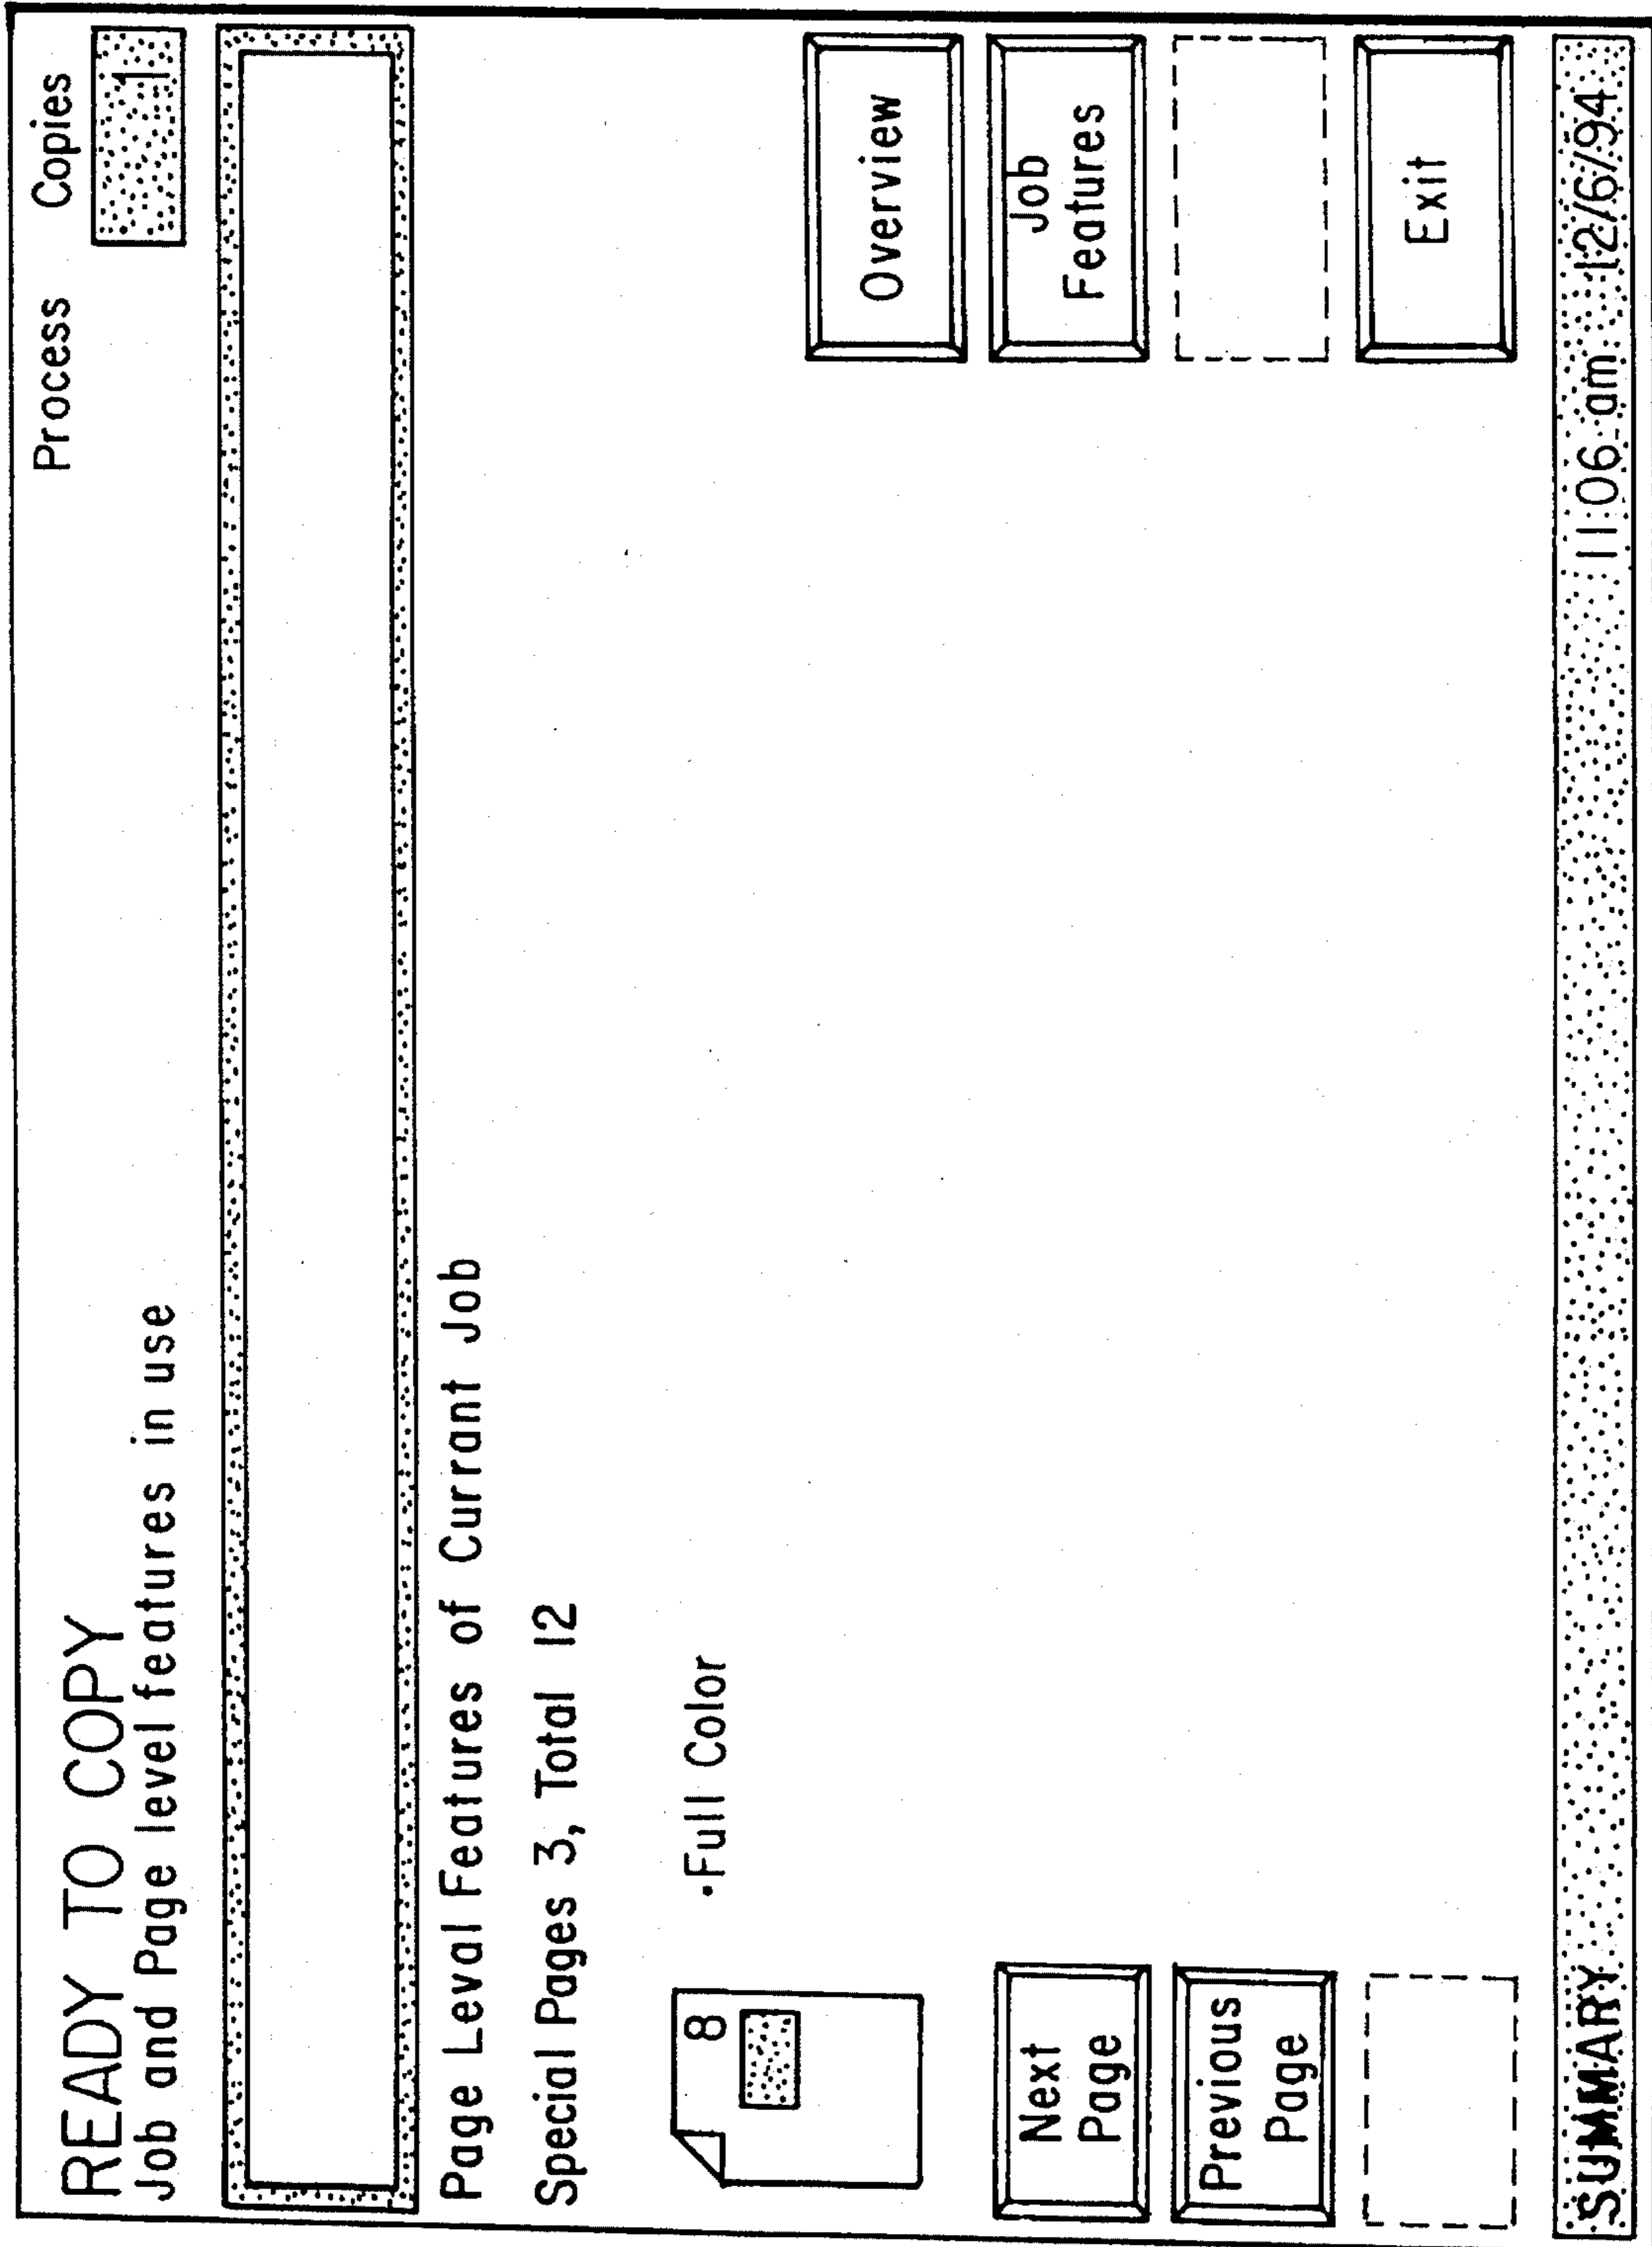 Process Copies
READY TO COPY
1
Job and Page level features in use
Page Leval Features of Currant Job
Special Pages 3, Total 12
8
·Full Color
Overview
Next
Page
Job
Features
Previous
Page
Exit
SUMMARY 11:06 am 12/6/94